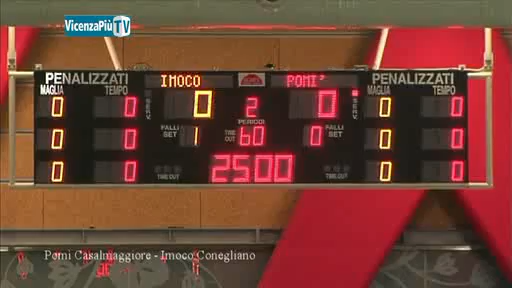 VicenzaPiùTV
PENALIZZATI IMOCO POMI' PENALIZZATI
MAGLIA TEMPO SERV. 0 2 0 MAGLIA TEMPO
0 0 PERIODI 0 0
0 0 FALLI SET 1 TIME OUT 60 0 FALLI SET 0 0
0 0 TIME OUT 2500 TIME OUT 0 0
Pomì Casalmaggiore - Imoco Conegliano